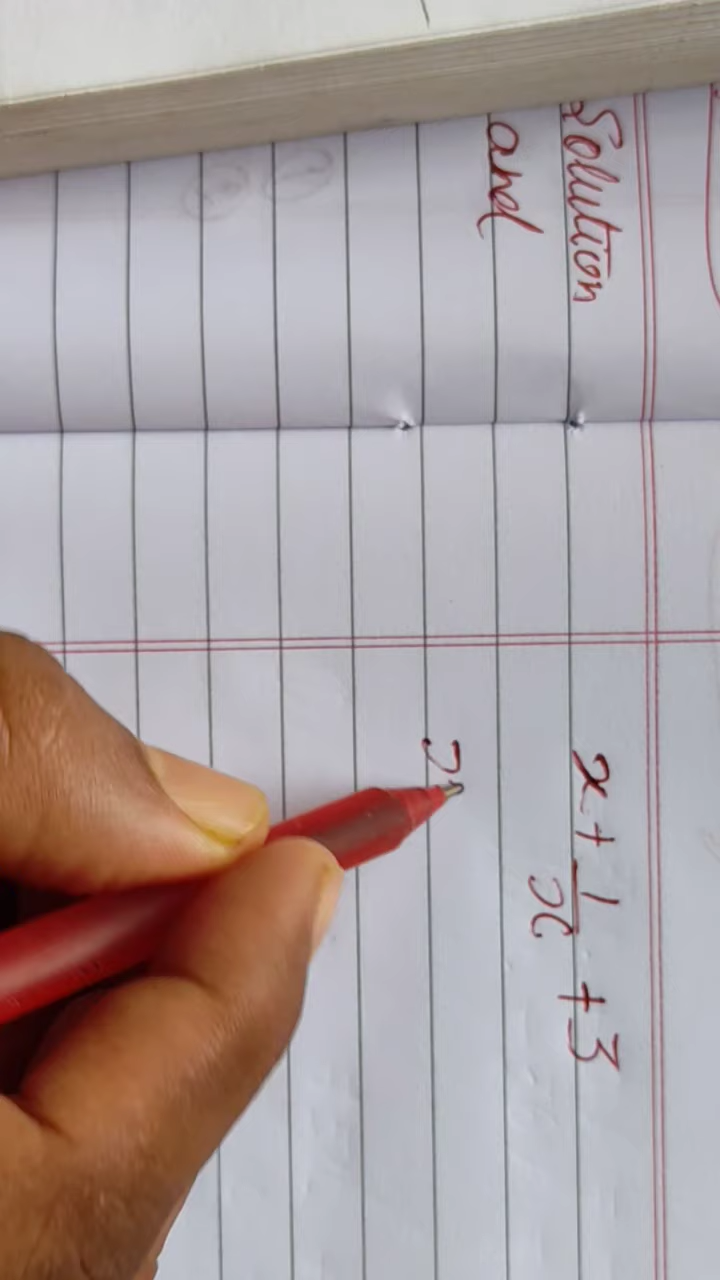 Solution
x + 1/x + 3
and
x